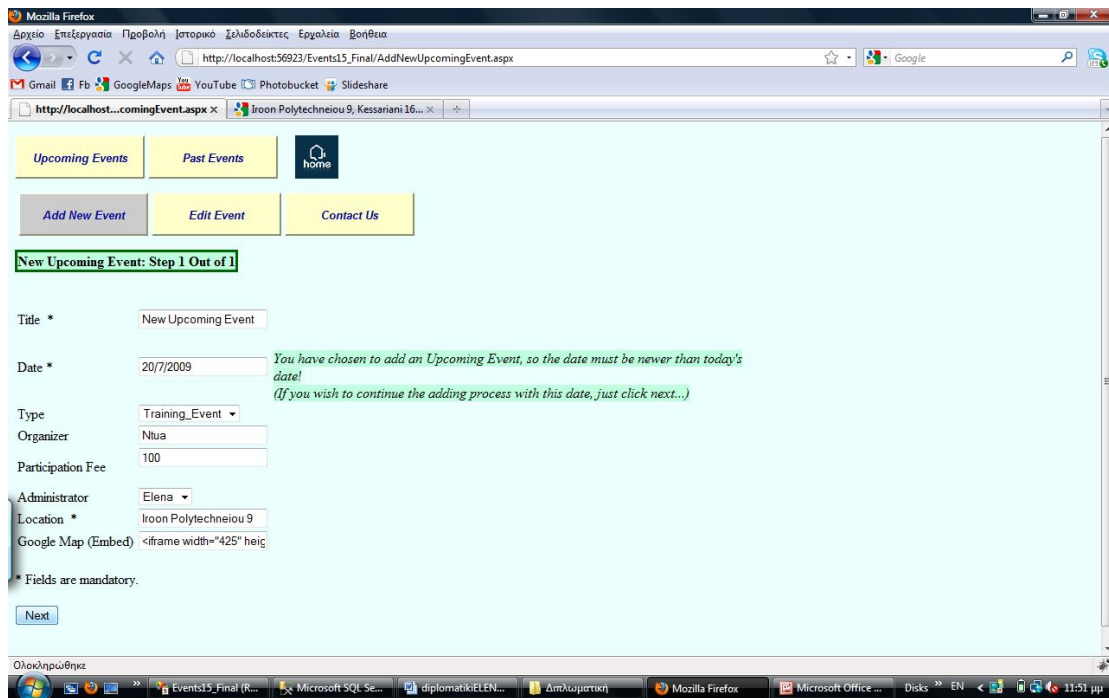 Mozilla Firefox
Αρχείο Επεξεργασία Προβολή Ιστορικό Σελιδοδείκτες Εργαλεία Βοήθεια
http://localhost:56923/Events15_Final/AddNewUpcomingEvent.aspx
Google
Gmail Fb GoogleMaps YouTube Photobucket Slideshare
http://localhost...comingEvent.aspx Iroon Polytechneiou 9, Kessariani 16...
Upcoming Events Past Events home
Add New Event Edit Event Contact Us
New Upcoming Event: Step 1 Out of 1
Title * New Upcoming Event
Date * 20/7/2009 You have chosen to add an Upcoming Event, so the date must be newer than today's
date!
(If you wish to continue the adding process with this date, just click next...)
Type Training_Event
Organizer Ntua
Participation Fee 100
Administrator Elena
Location * Iroon Polytechneiou 9
Google Map (Embed) <iframe width="425" heig
* Fields are mandatory.
Next
Ολοκληρώθηκε
Events15_Final (R... Microsoft SQL Se... diplomatikiELEN... Διπλωματική Mozilla Firefox Microsoft Office ... Disks » EN 11:51 μμ